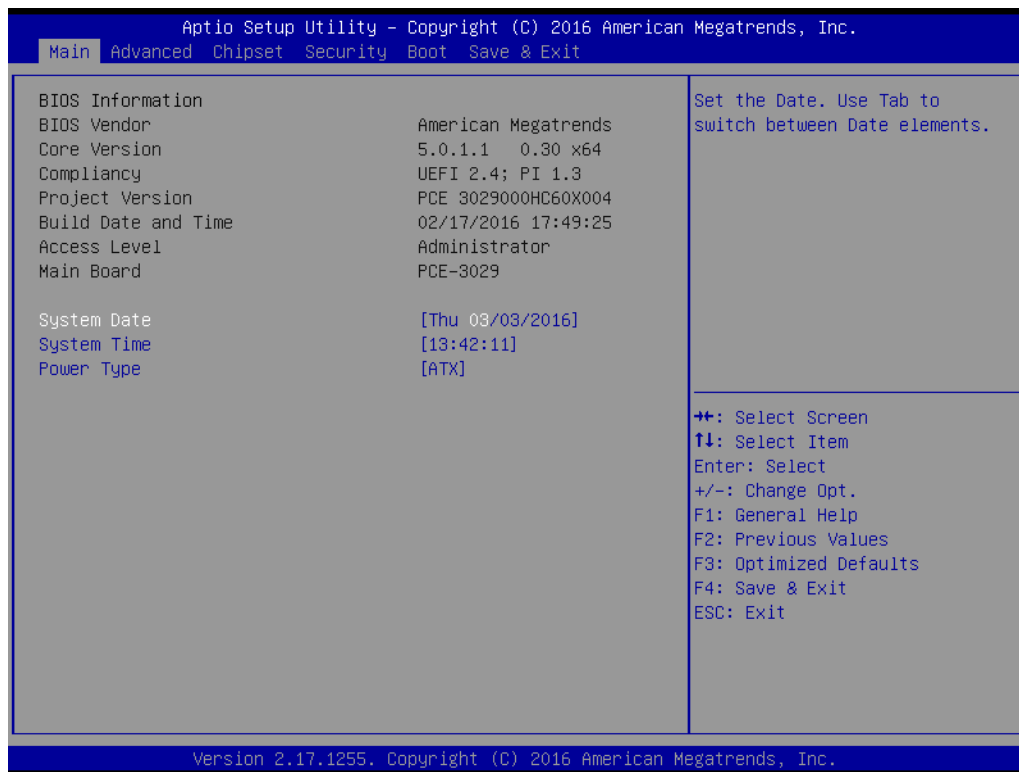 Aptio Setup Utility – Copyright (C) 2016 American Megatrends, Inc.
Main Advanced Chipset Security Boot Save & Exit
BIOS Information
BIOS Vendor American Megatrends
Core Version 5.0.1.1 0.30 x64
Compliancy UEFI 2.4; PI 1.3
Project Version PCE 3029000HC60X004
Build Date and Time 02/17/2016 17:49:25
Access Level Administrator
Main Board PCE-3029
System Date [Thu 03/03/2016]
System Time [13:42:11]
Power Type [ATX]
Set the Date. Use Tab to
switch between Date elements.
→←: Select Screen
↑↓: Select Item
Enter: Select
+/-: Change Opt.
F1: General Help
F2: Previous Values
F3: Optimized Defaults
F4: Save & Exit
ESC: Exit
Version 2.17.1255. Copyright (C) 2016 American Megatrends, Inc.